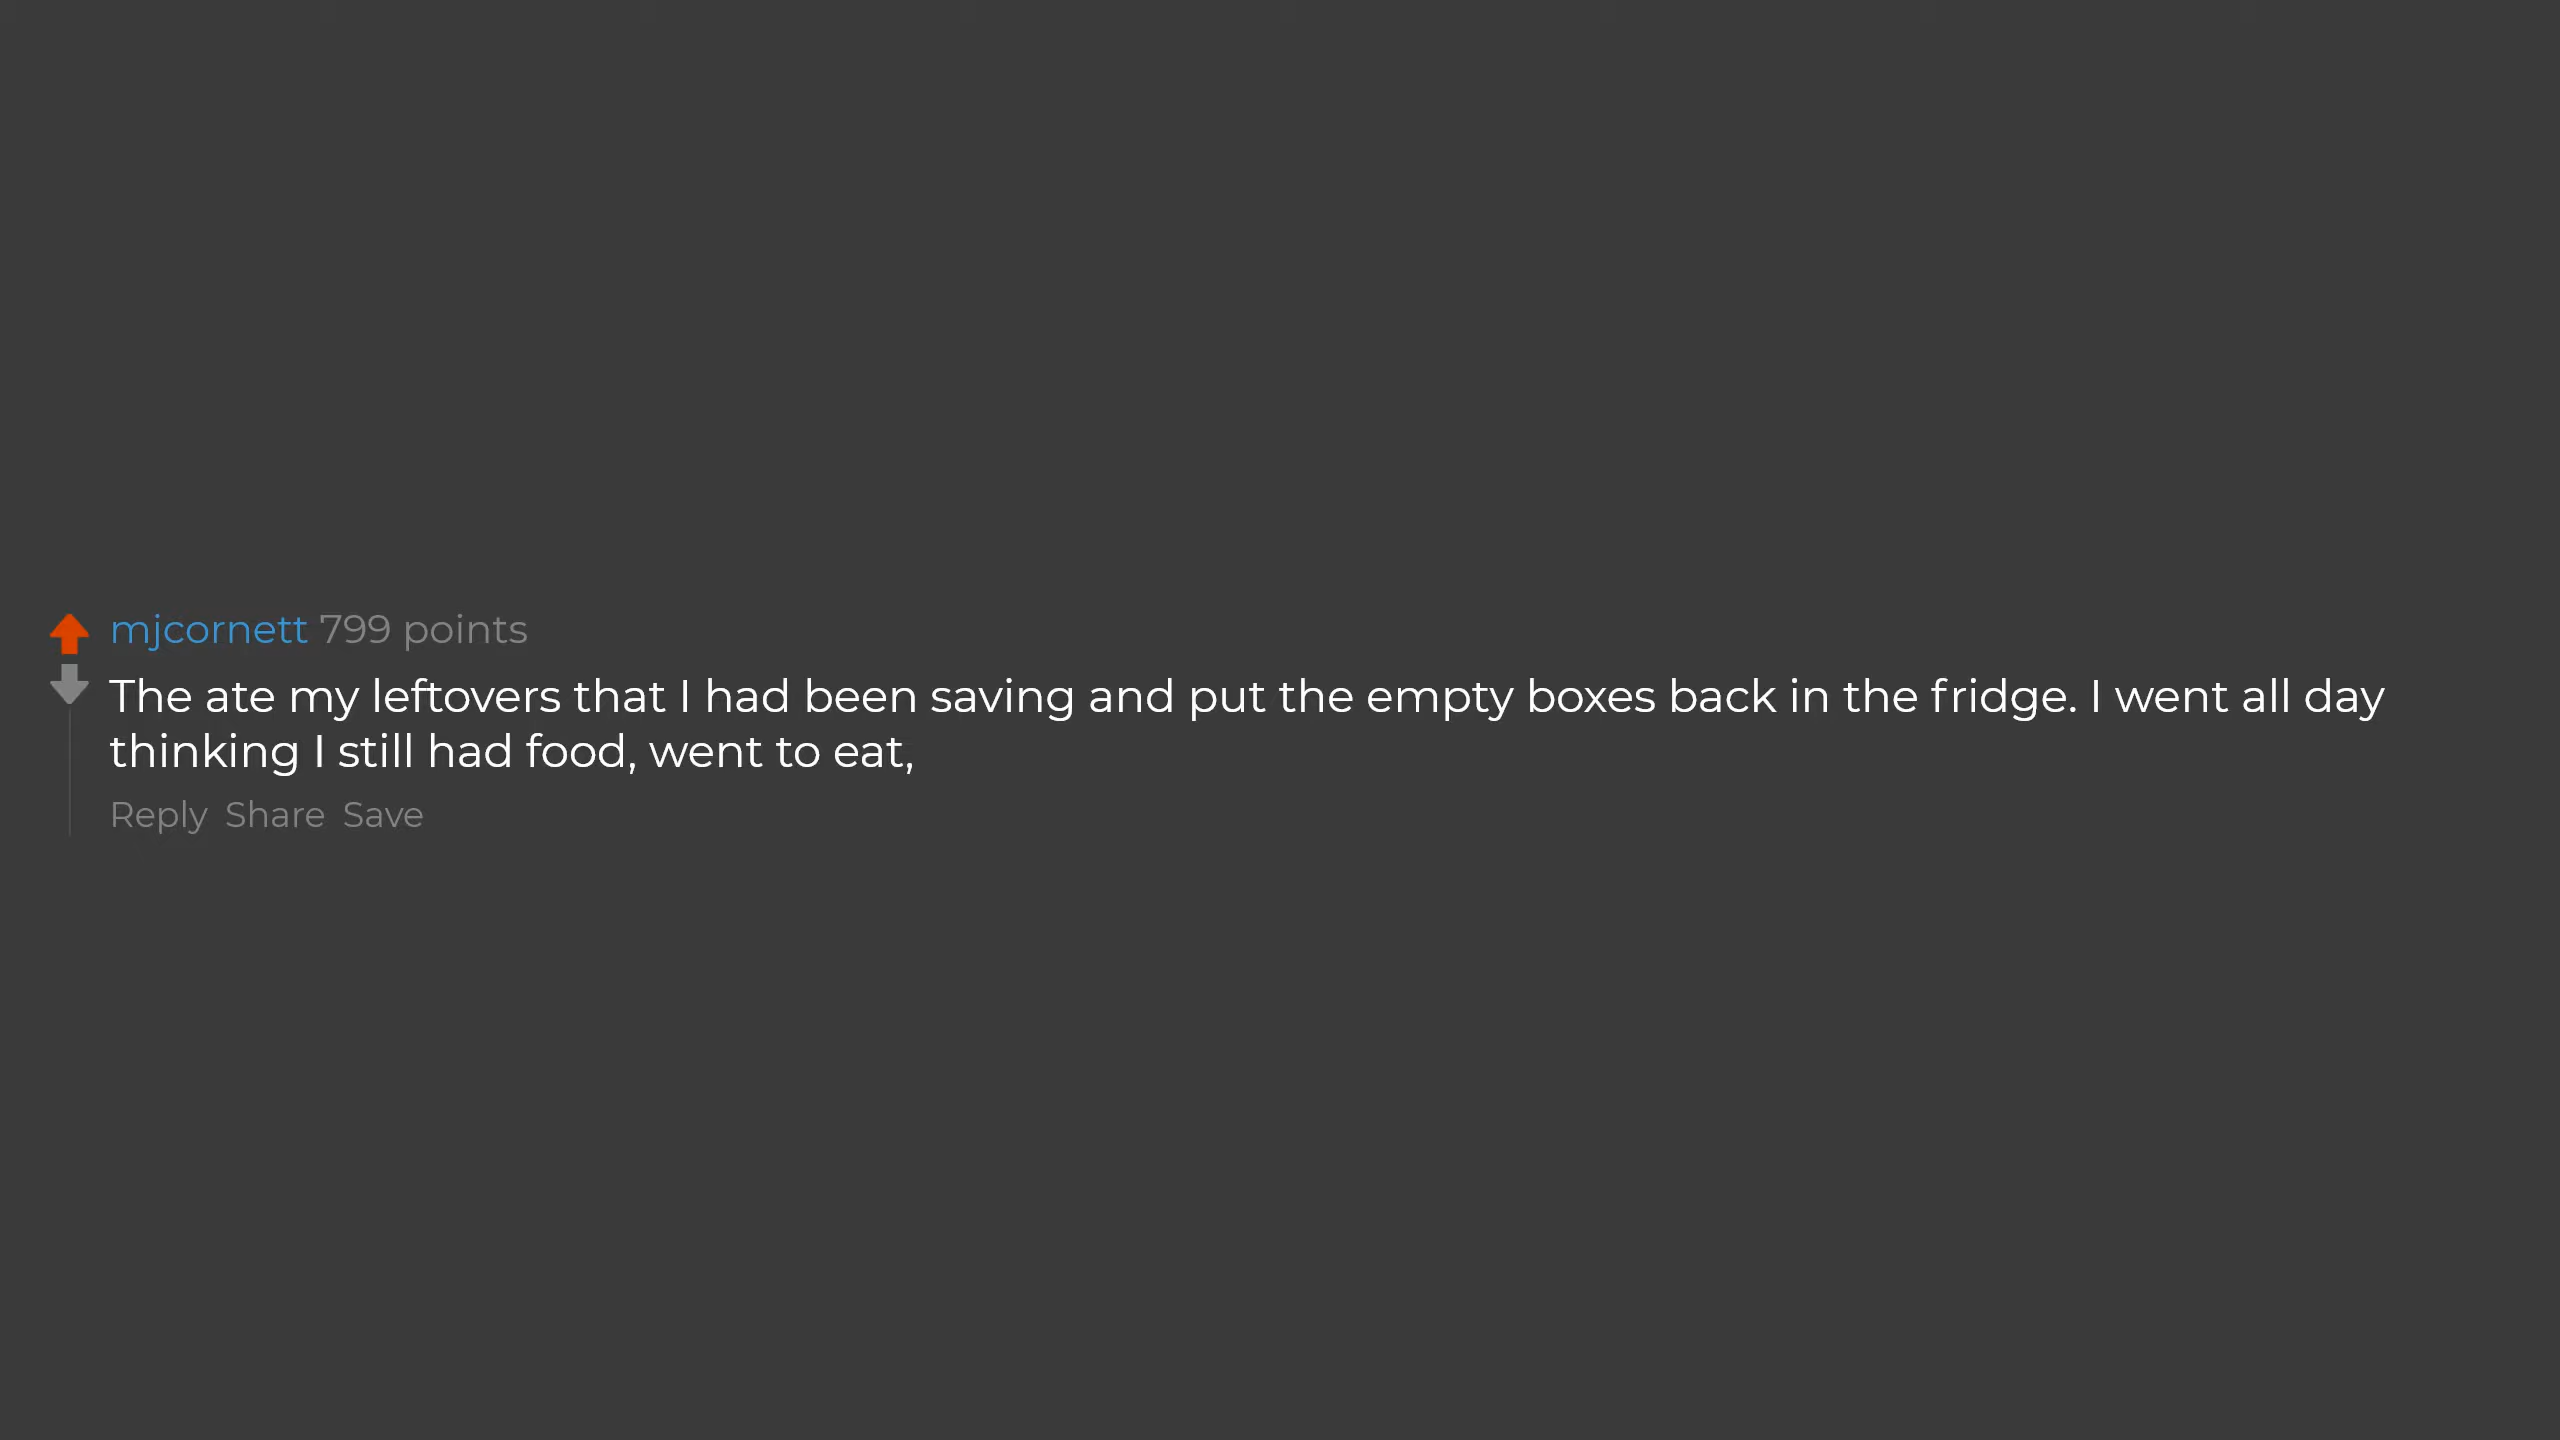 mjcornett 799 points
The ate my leftovers that I had been saving and put the empty boxes back in the fridge. I went all day
thinking I still had food, went to eat,
Reply Share Save